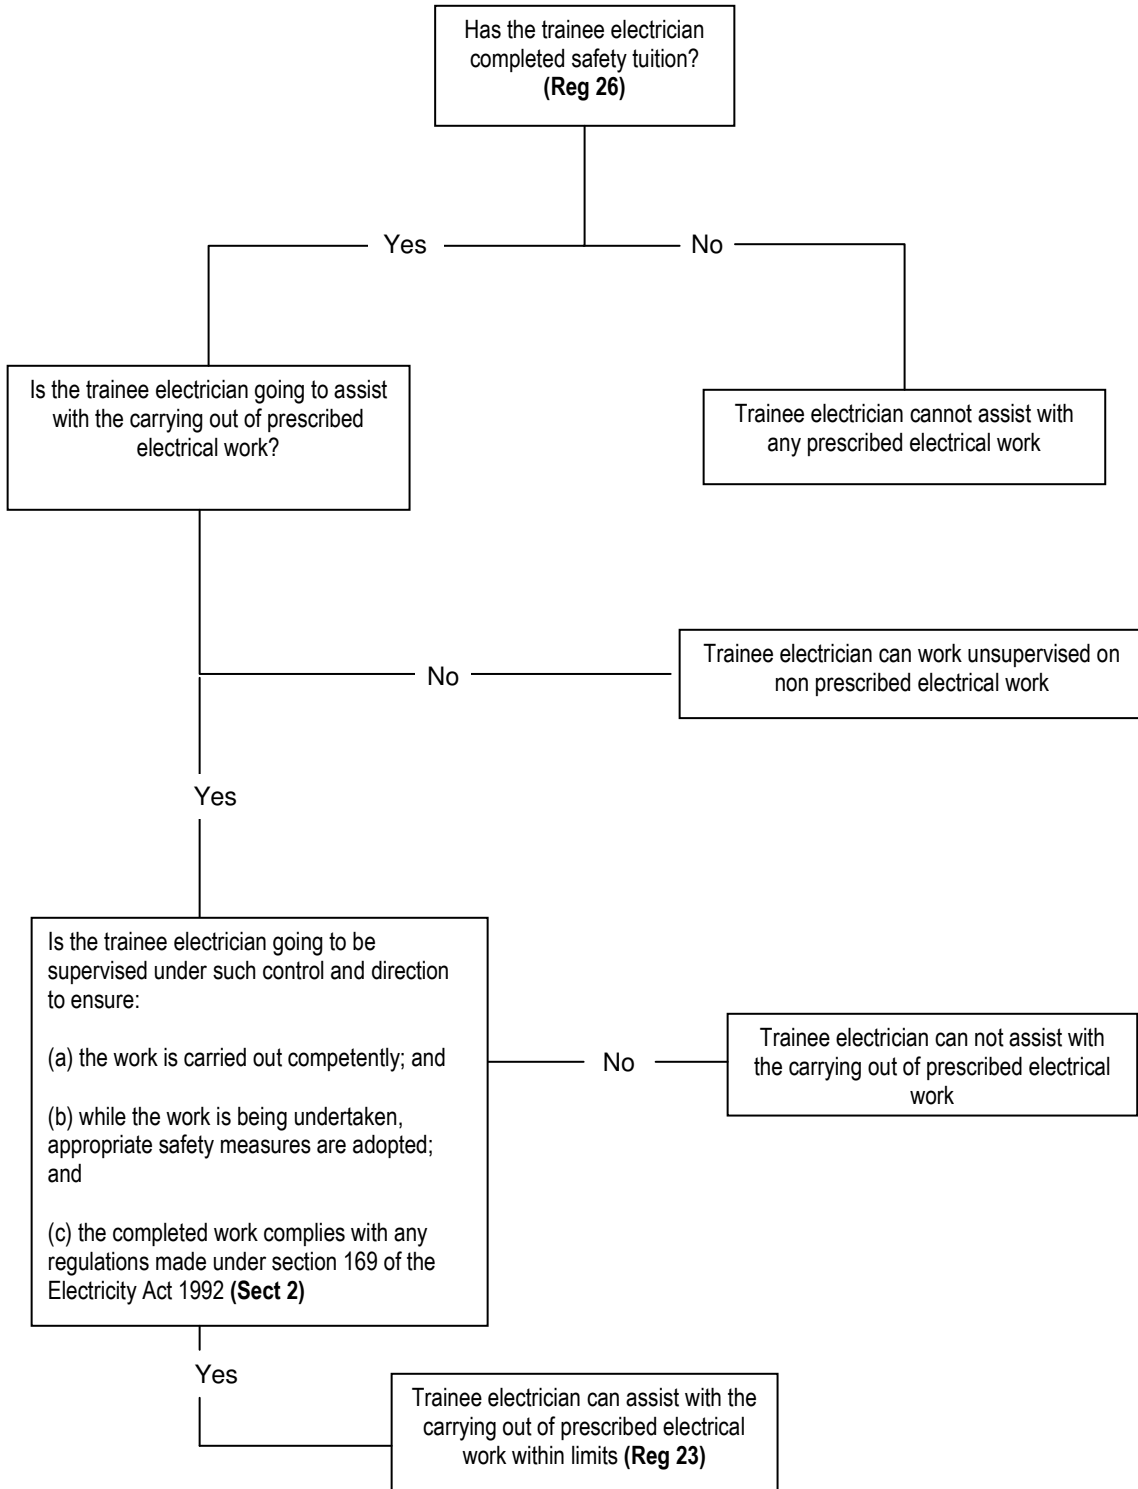 Has the trainee electrician
completed safety tuition?
(Reg 26)
Yes
No
Is the trainee electrician going to assist
with the carrying out of prescribed
electrical work?
Trainee electrician cannot assist with
any prescribed electrical work
Trainee electrician can work unsupervised on
non prescribed electrical work
No
Yes
Is the trainee electrician going to be
supervised under such control and direction
to ensure:
(a) the work is carried out competently; and
(b) while the work is being undertaken,
appropriate safety measures are adopted;
and
(c) the completed work complies with any
regulations made under section 169 of the
Electricity Act 1992 (Sect 2)
No
Trainee electrician can not assist with
the carrying out of prescribed electrical
work
Yes
Trainee electrician can assist with the
carrying out of prescribed electrical
work within limits (Reg 23)